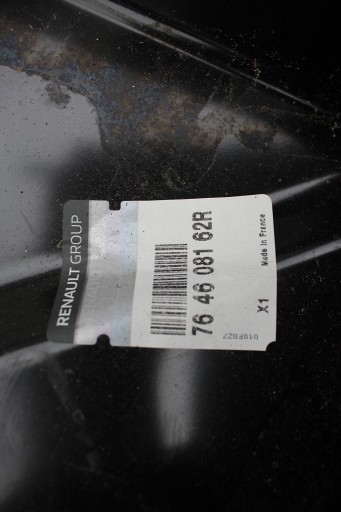 RENAULT GROUP
76 46 081 62R
X1
Made in France